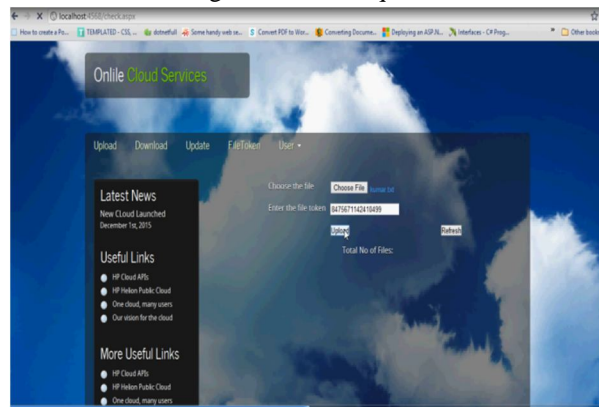 localhost:4568/check.aspx
How to create a Po... TEMPLATED - CSS, ... dotnetfull Some handy web se... Convert PDF to Wor... Converting Docume... Deploying an ASP.N... Interfaces - C# Prog... » Other books
Onlile Cloud Services
Upload Download Update FileToken User
Choose the file Choose File
Latest News
Enter the file token 8475671142418499
New CLoud Launched
December 1st, 2015
Upload Refresh
Total No of Files:
Useful Links
HP Cloud APIs
HP Helion Public Cloud
One cloud, many users
Our vision for the cloud
More Useful Links
HP Cloud APIs
HP Helion Public Cloud
One cloud, many users